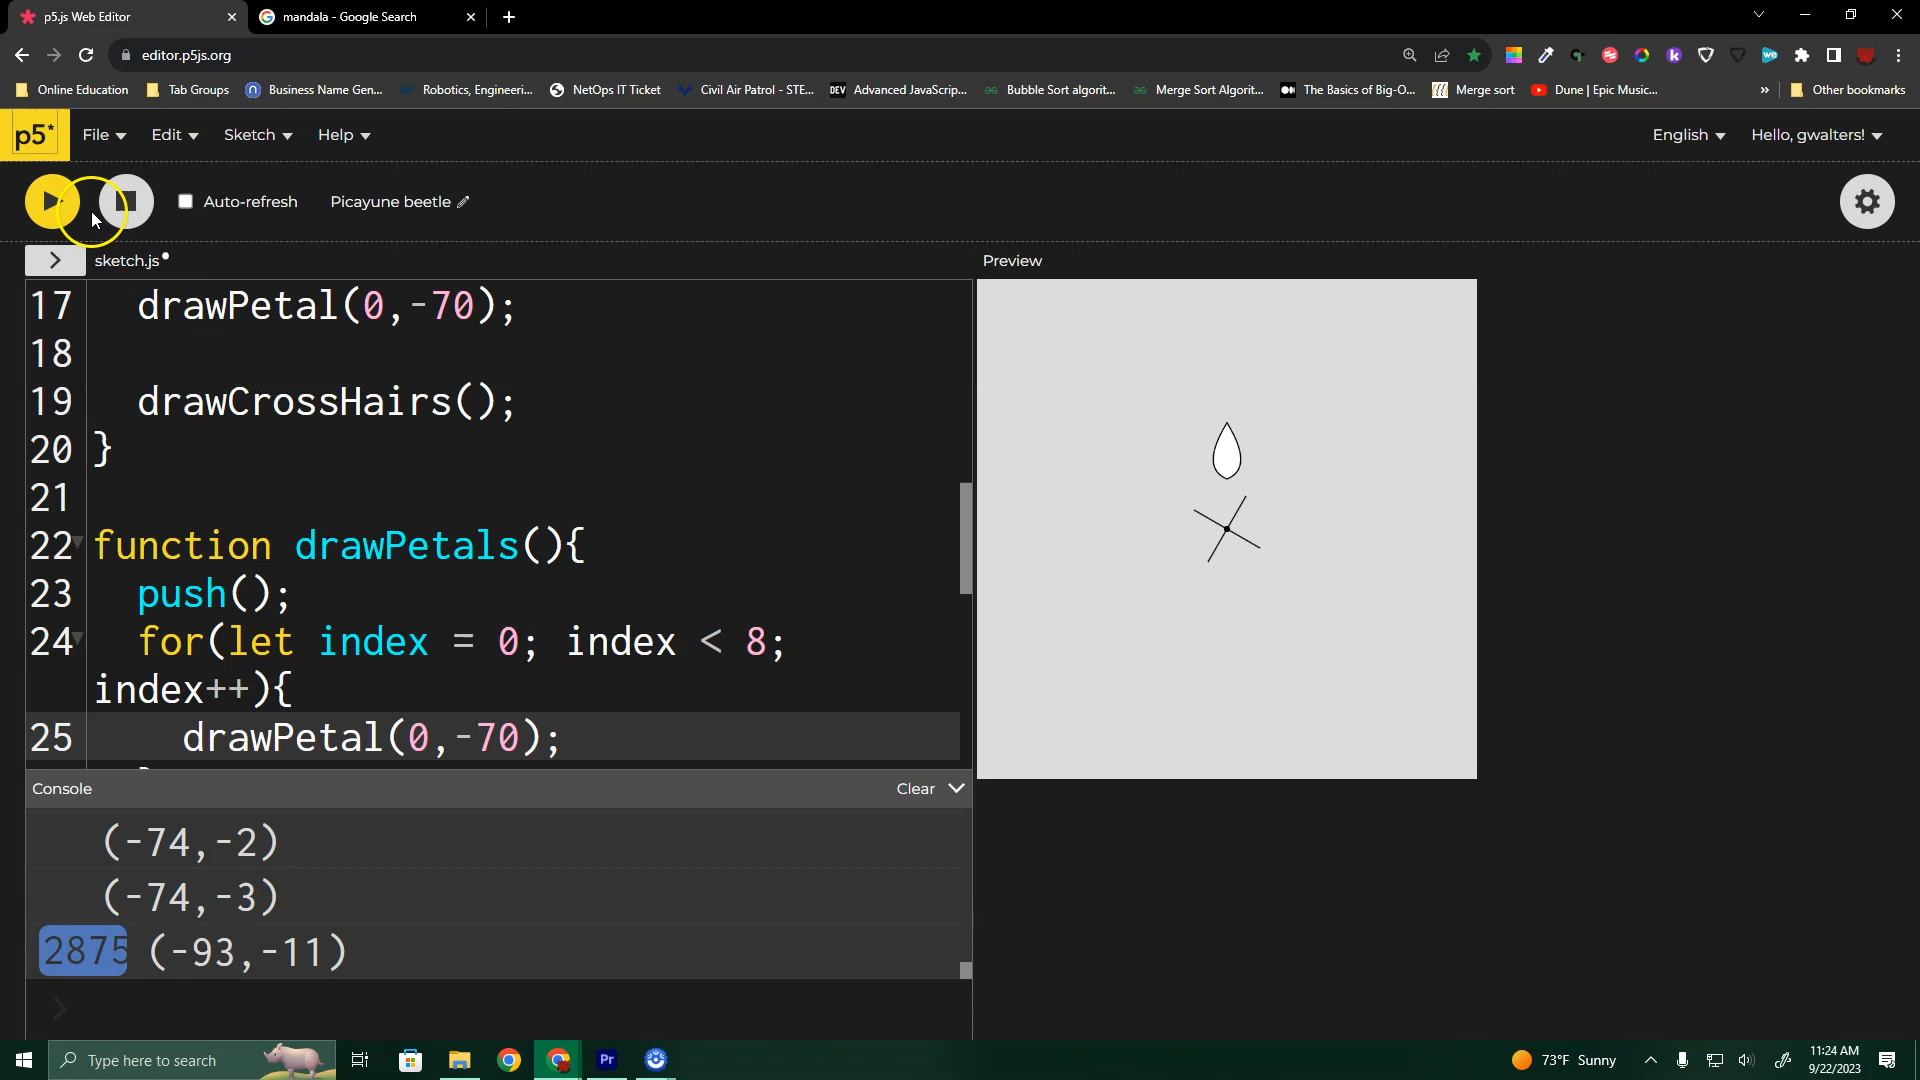 p5.js Web Editor
mandala - Google Search
editor.p5js.org
Online Education
Tab Groups
Business Name Gen...
Robotics, Engineeri...
NetOps IT Ticket
Civil Air Patrol - STE...
DEV
Advanced JavaScrip...
Bubble Sort algorit...
Merge Sort Algorit...
The Basics of Big-O...
Merge sort
Dune | Epic Music...
»
Other bookmarks
p5*
File
Edit
Sketch
Help
English
Hello, gwalters!
Auto-refresh
Picayune beetle
> sketch.js
Preview
17 drawPetal(0,-70);
18
19 drawCrossHairs();
20 }
21
22 function drawPetals(){
23 push();
24 for(let index = 0; index < 8;
index++){
25 drawPetal(0,-70);
Console
Clear
(-74,-2)
(-74,-3)
2875 (-93,-11)
>
Type here to search
Pr
73°F Sunny
11:24 AM
9/22/2023